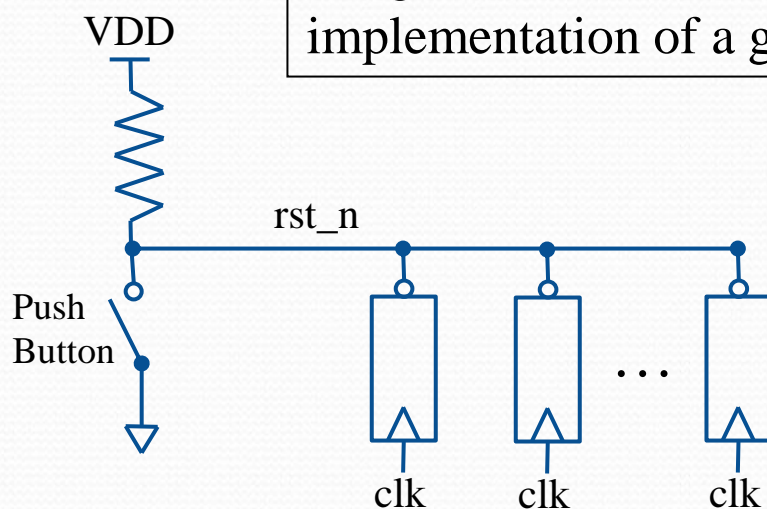 implementation of a g
VDD
rst_n
Push
Button
...
clk clk clk